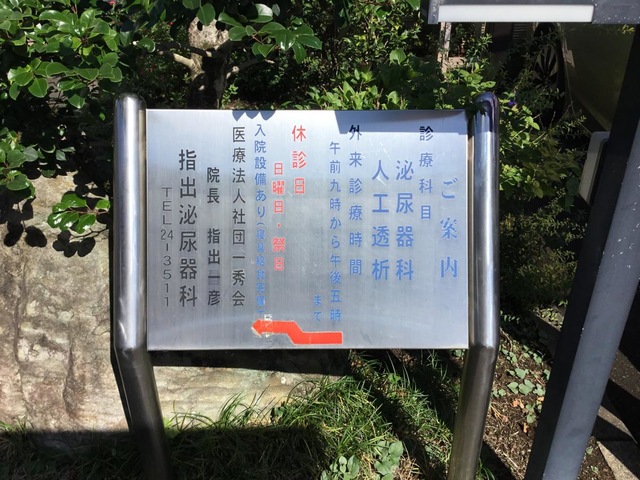 ご案内
診療科目
泌尿器科
人工透析
外来診療時間
午前九時から午後五時
まで
休診日
日曜日・祭日
入院設備あり
医療法人社団一秀会
院長 指出一彦
指出泌尿器科
TEL24-3511